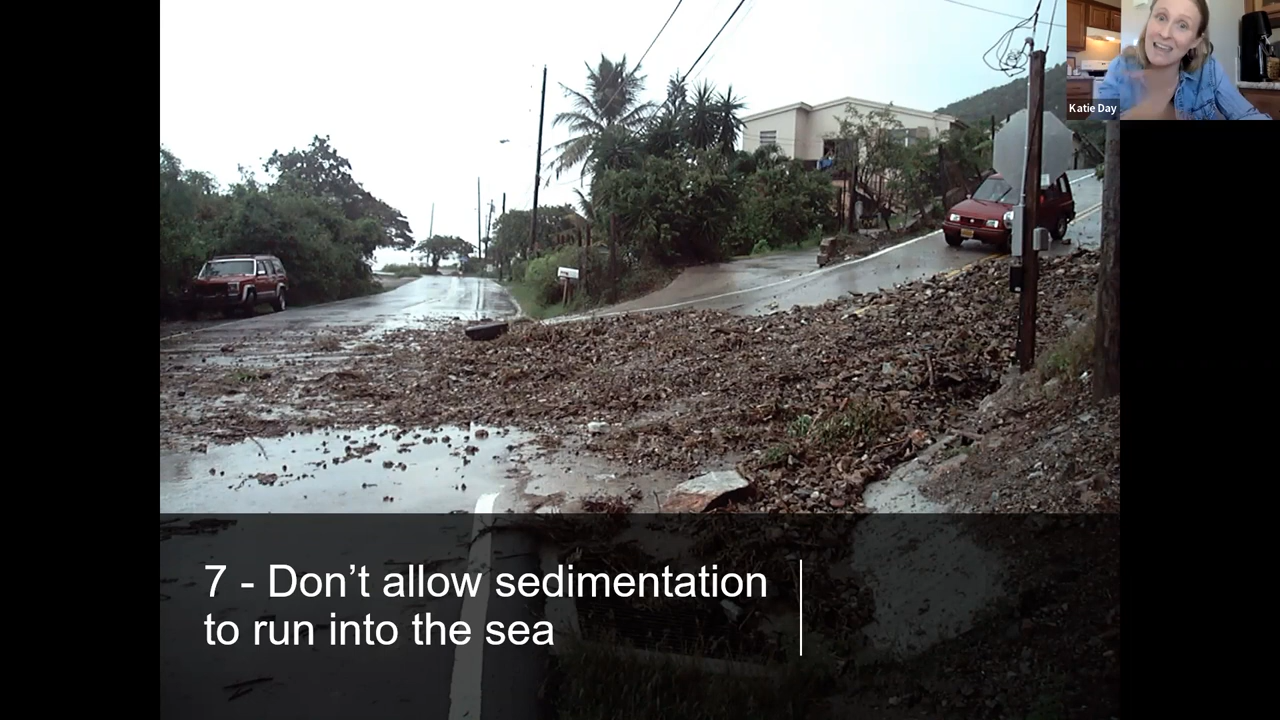 Katie Day
7 - Don’t allow sedimentation
to run into the sea